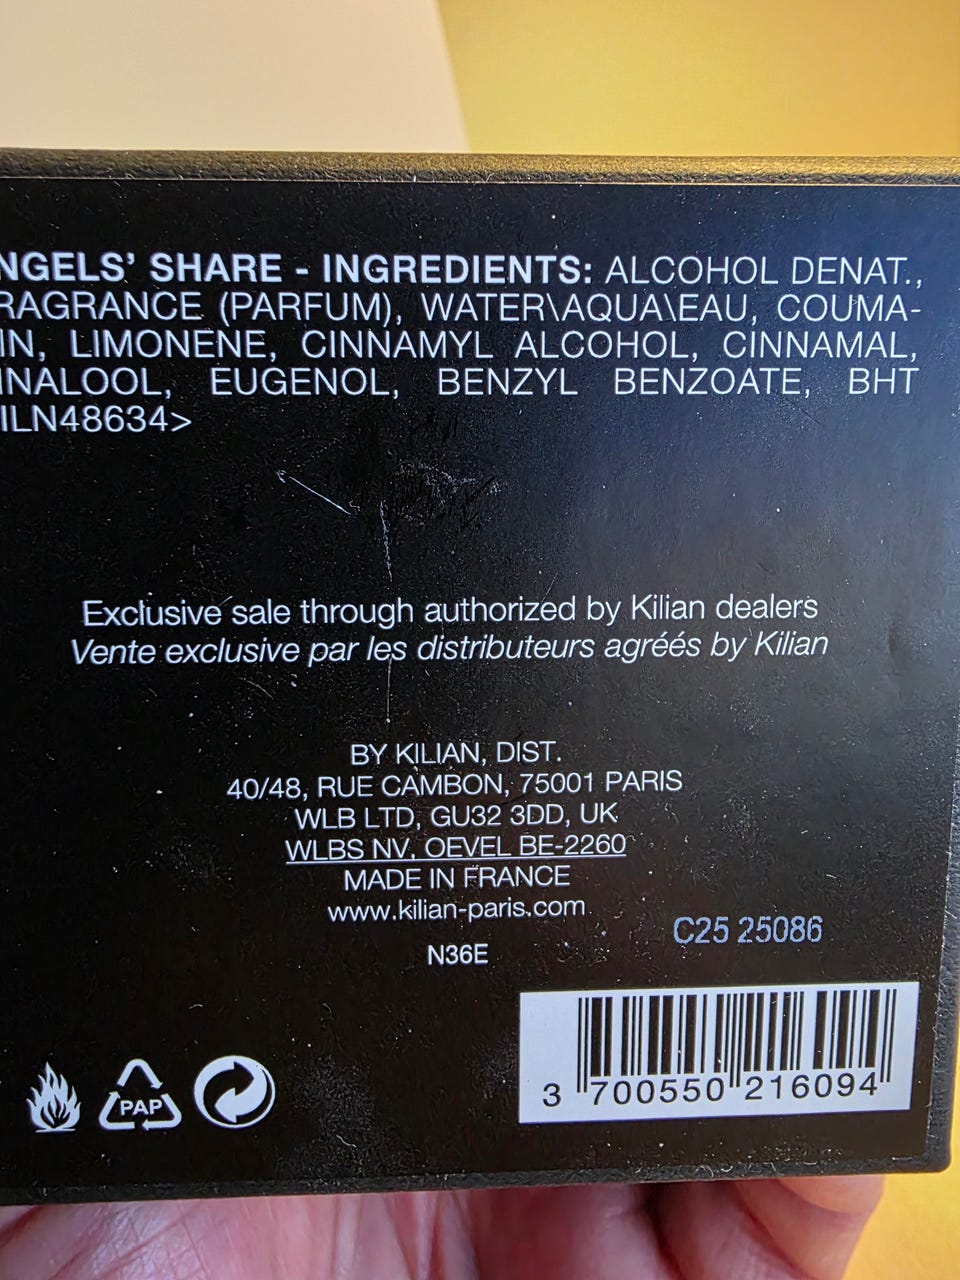 NGELS' SHARE - INGREDIENTS: ALCOHOL DENAT.,
RAGRANCE (PARFUM), WATER\AQUA\EAU, COUMA-
IN, LIMONENE, CINNAMYL ALCOHOL, CINNAMAL,
INALOOL, EUGENOL, BENZYL BENZOATE, BHT
ILN48634>
Exclusive sale through authorized by Kilian dealers
Vente exclusive par les distributeurs agréés by Kilian
BY KILIAN, DIST.
40/48, RUE CAMBON, 75001 PARIS
WLB LTD, GU32 3DD, UK
WLBS NV, OEVEL BE-2260
MADE IN FRANCE
www.kilian-paris.com
C25 25086
N36E
PAP
3 700550 216094